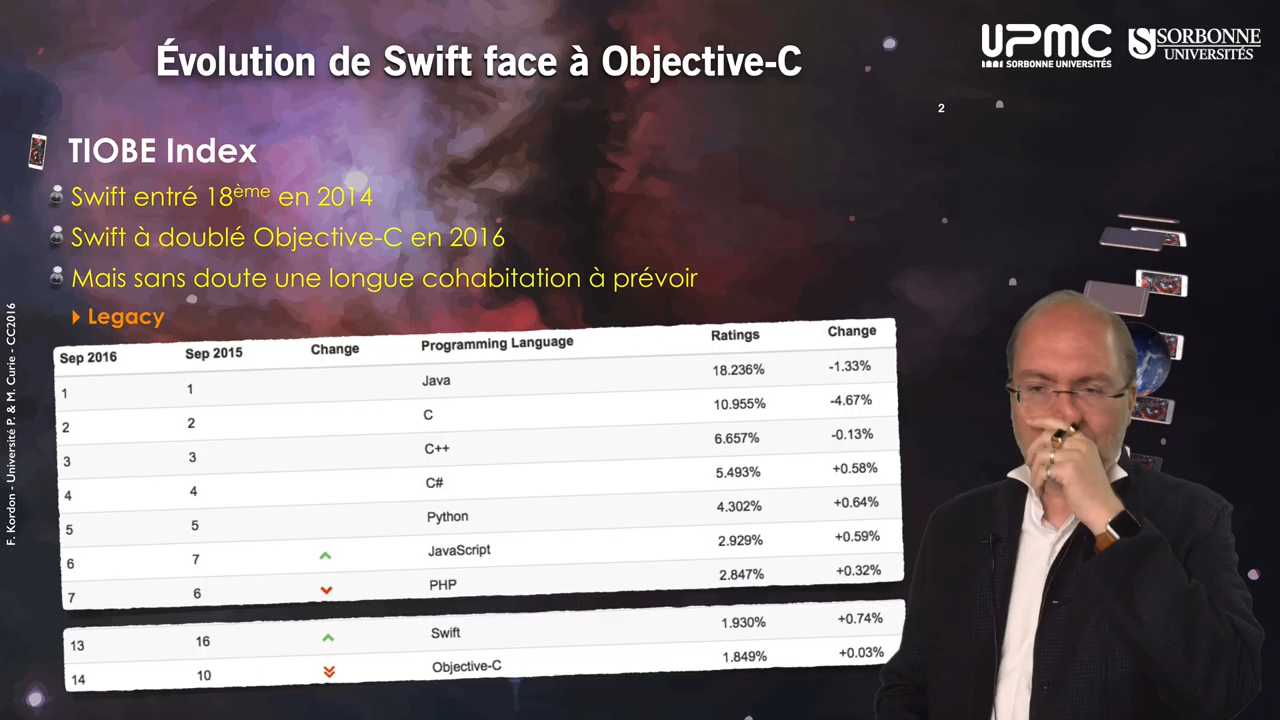 Évolution de Swift face à Objective-C
UPMC
SORBONNE UNIVERSITÉS
S SORBONNE
UNIVERSITÉS
2
TIOBE Index
Swift entré 18ème en 2014
Swift à doublé Objective-C en 2016
Mais sans doute une longue cohabitation à prévoir
Legacy
Sep 2016 Sep 2015 Change Programming Language Ratings Change
1 1 Java 18.236% -1.33%
2 2 C 10.955% -4.67%
3 3 C++ 6.657% -0.13%
4 4 C# 5.493% +0.58%
5 5 Python 4.302% +0.64%
6 7 JavaScript 2.929% +0.59%
7 6 PHP 2.847% +0.32%
13 16 Swift 1.930% +0.74%
14 10 Objective-C 1.849% +0.03%
F. Kordon - Université P. & M. Curie - CC2016